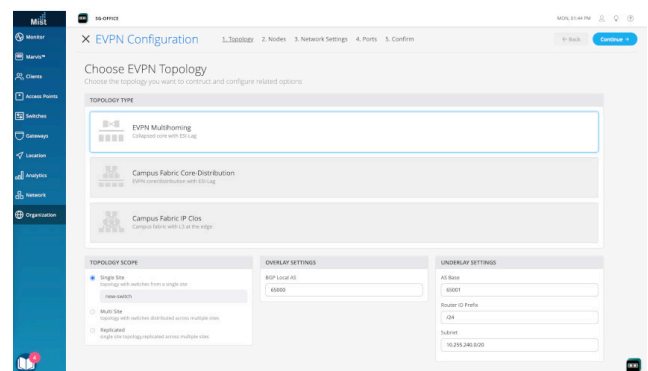 Mist
SG-OFFICE
MON, 01:44 PM
Monitor
Marvis™
Clients
Access Points
Switches
Gateways
Location
Analytics
Network
Organization
4
EVPN Configuration
1. Topology 2. Nodes 3. Network Settings 4. Ports 5. Confirm
Back
Continue
Choose EVPN Topology
Choose the topology you want to contruct and configure related options
TOPOLOGY TYPE
EVPN Multihoming
Collapsed core with ESI-Lag
Campus Fabric Core-Distribution
EVPN core/distribution with ESI-Lag
Campus Fabric IP Clos
Campus fabric with L3 at the edge
TOPOLOGY SCOPE
Single Site
topology with switches from a single site
new-switch
Multi Site
topology with switches distributed across multiple sites
Replicated
single site topology replicated across multiple sites
OVERLAY SETTINGS
BGP Local AS
65000
UNDERLAY SETTINGS
AS Base
65001
Router ID Prefix
/24
Subnet
10.255.240.0/20